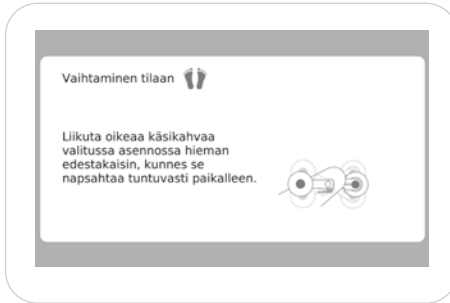 Vaihtaminen tilaan
Liikuta oikeaa käsikahvaa
valitussa asennossa hieman
edestakaisin, kunnes se
napsahtaa tuntuvasti paikalleen.